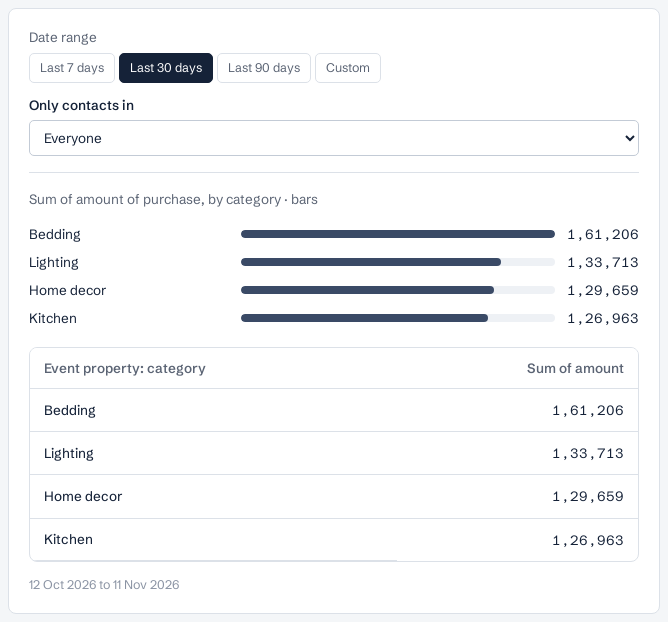 Date range
Last 7 days Last 30 days Last 90 days Custom
Only contacts in
Everyone
Sum of amount of purchase, by category · bars
Bedding 1,61,206
Lighting 1,33,713
Home decor 1,29,659
Kitchen 1,26,963
Event property: category Sum of amount
Bedding 1,61,206
Lighting 1,33,713
Home decor 1,29,659
Kitchen 1,26,963
12 Oct 2026 to 11 Nov 2026